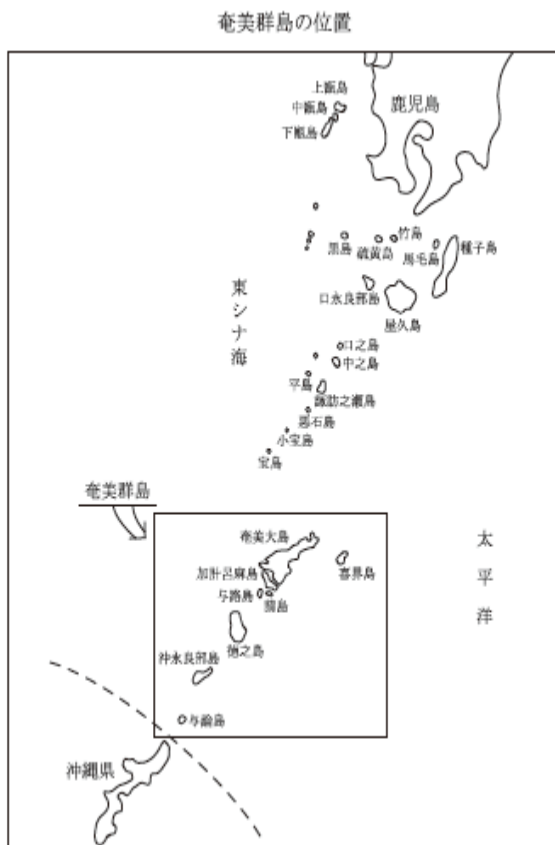 奄美群島の位置
上甑島
中甑島
下甑島
鹿児島
黒島
硫黄島
竹島
馬毛島
種子島
口永良部島
屋久島
東シナ海
口之島
中之島
平島
諏訪之瀬島
悪石島
小宝島
宝島
奄美群島
奄美大島
喜界島
加計呂麻島
与路島
請島
徳之島
沖永良部島
与論島
太平洋
沖縄県